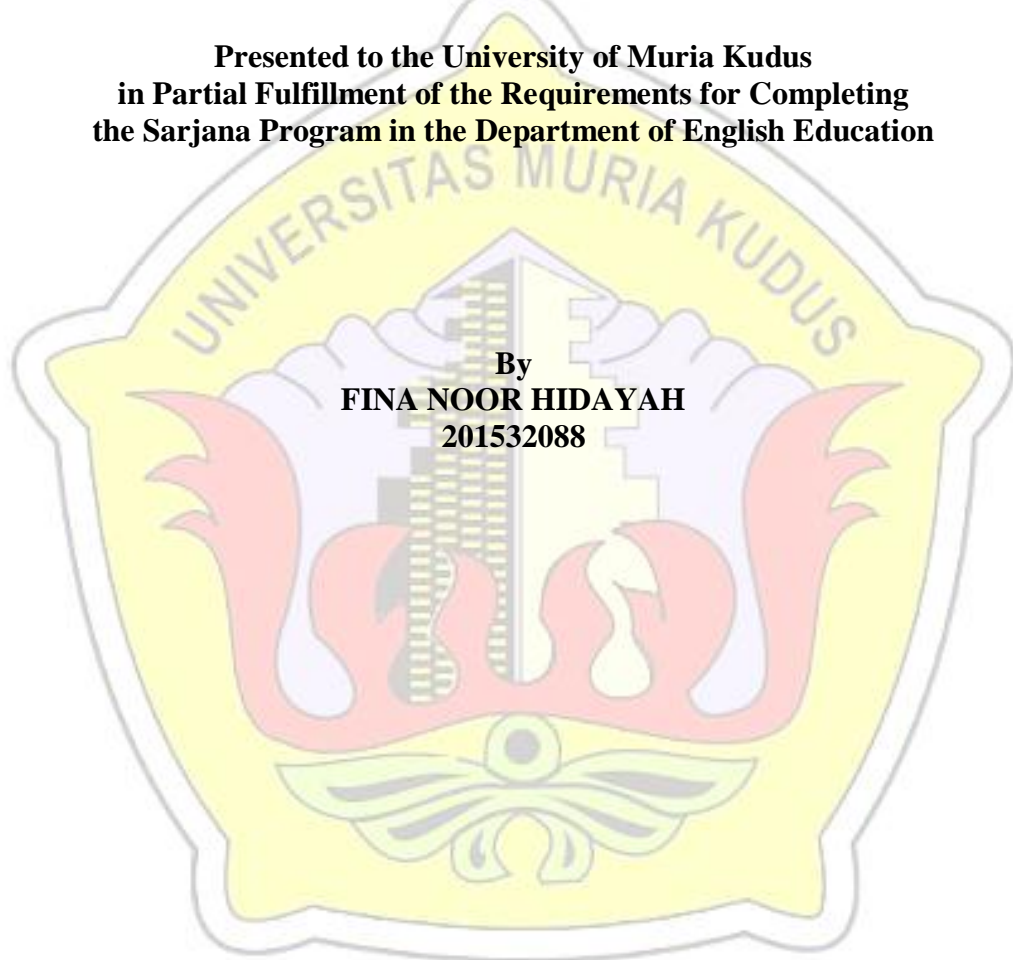 Presented to the University of Muria Kudus
in Partial Fulfillment of the Requirements for Completing
the Sarjana Program in the Department of English Education
UNIVERSITAS MURIA KUDUS
By
FINA NOOR HIDAYAH
201532088